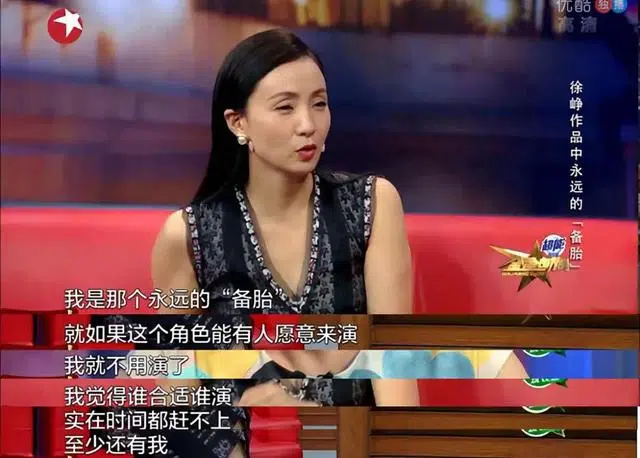 优酷 独播
高清
徐峥作品中永远的「备胎」
超能
我是那个永远的“备胎”
就如果这个角色能有人愿意来演
我就不用演了
我觉得谁合适谁演
实在时间都赶不上
至少还有我